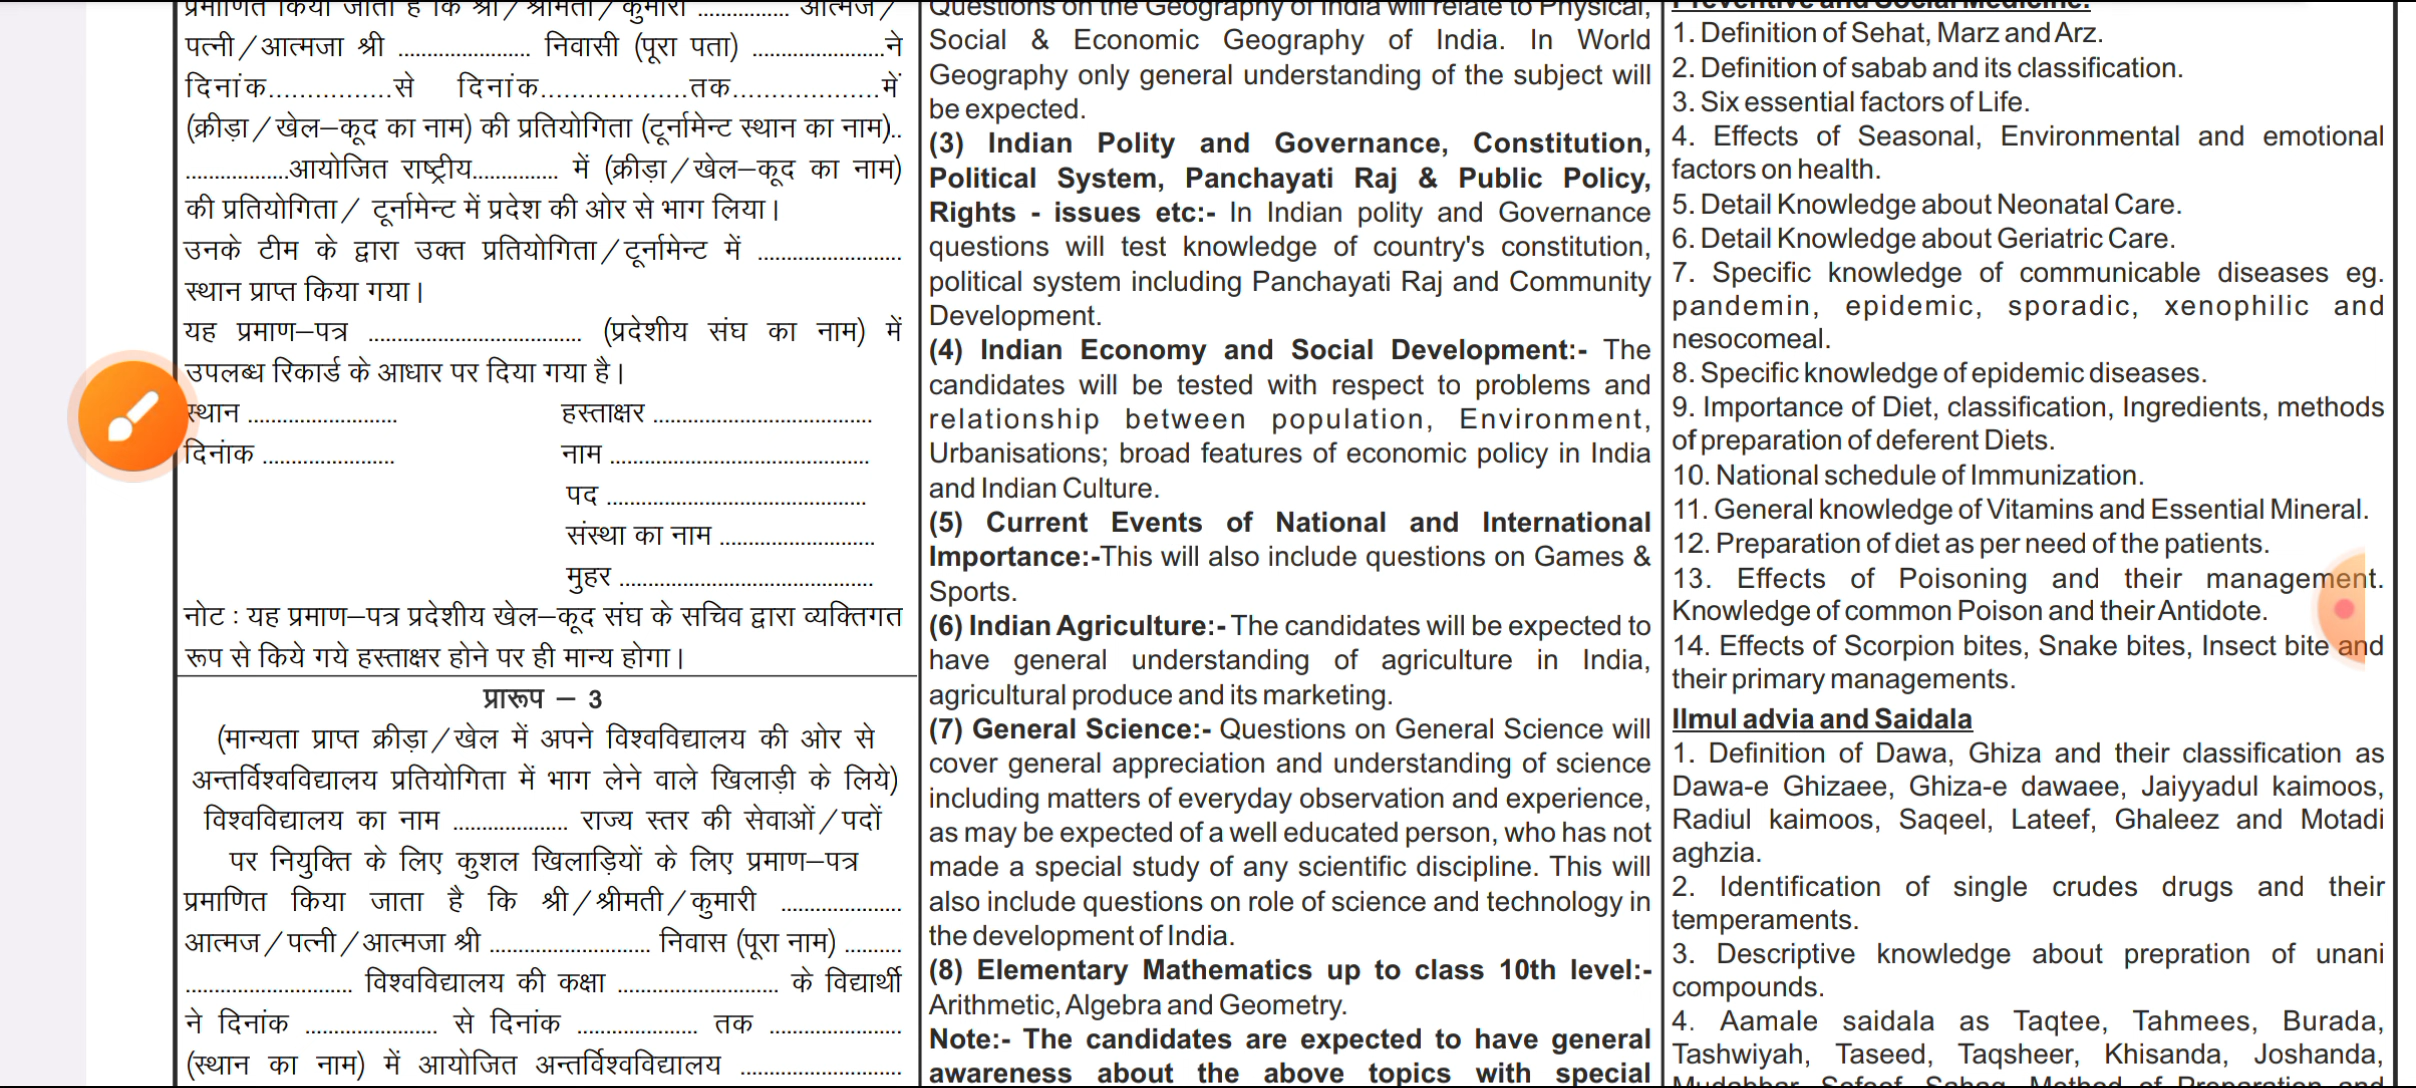 प्रमाणित किया जाता है कि श्री/श्रीमती/कुमारी ................ आत्मज/
पत्नी/आत्मजा श्री ....................... निवासी (पूरा पता) .......................ने
दिनांक................से दिनांक...................तक...................में
(क्रीड़ा/खेल–कूद का नाम) की प्रतियोगिता (टूर्नामेन्ट स्थान का नाम)..
..................आयोजित राष्ट्रीय............... में (क्रीड़ा/खेल–कूद का नाम)
की प्रतियोगिता/ टूर्नामेन्ट में प्रदेश की ओर से भाग लिया।
उनके टीम के द्वारा उक्त प्रतियोगिता/टूर्नामेन्ट में .........................
स्थान प्राप्त किया गया।
यह प्रमाण–पत्र ..................................... (प्रदेशीय संघ का नाम) में
उपलब्ध रिकार्ड के आधार पर दिया गया है।
स्थान .......................... हस्ताक्षर ......................................
दिनांक ....................... नाम .............................................
पद .............................................
संस्था का नाम ...........................
मुहर ............................................
नोट : यह प्रमाण–पत्र प्रदेशीय खेल–कूद संघ के सचिव द्वारा व्यक्तिगत
रूप से किये गये हस्ताक्षर होने पर ही मान्य होगा।
प्रारूप – 3
(मान्यता प्राप्त क्रीड़ा/खेल में अपने विश्वविद्यालय की ओर से
अन्तर्विश्वविद्यालय प्रतियोगिता में भाग लेने वाले खिलाड़ी के लिये)
विश्वविद्यालय का नाम .................... राज्य स्तर की सेवाओं/पदों
पर नियुक्ति के लिए कुशल खिलाड़ियों के लिए प्रमाण–पत्र
प्रमाणित किया जाता है कि श्री/श्रीमती/कुमारी .....................
आत्मज/पत्नी/आत्मजा श्री ............................ निवास (पूरा नाम) ..........
............................. विश्वविद्यालय की कक्षा ............................ के विद्यार्थी
ने दिनांक ....................... से दिनांक ..................... तक .......................
(स्थान का नाम) में आयोजित अन्तर्विश्वविद्यालय ............................
Questions on the Geography of India will relate to Physical,
Social & Economic Geography of India. In World
Geography only general understanding of the subject will
be expected.
(3) Indian Polity and Governance, Constitution,
Political System, Panchayati Raj & Public Policy,
Rights - issues etc:- In Indian polity and Governance
questions will test knowledge of country's constitution,
political system including Panchayati Raj and Community
Development.
(4) Indian Economy and Social Development:- The
candidates will be tested with respect to problems and
relationship between population, Environment,
Urbanisations; broad features of economic policy in India
and Indian Culture.
(5) Current Events of National and International
Importance:-This will also include questions on Games &
Sports.
(6) Indian Agriculture:- The candidates will be expected to
have general understanding of agriculture in India,
agricultural produce and its marketing.
(7) General Science:- Questions on General Science will
cover general appreciation and understanding of science
including matters of everyday observation and experience,
as may be expected of a well educated person, who has not
made a special study of any scientific discipline. This will
also include questions on role of science and technology in
the development of India.
(8) Elementary Mathematics up to class 10th level:-
Arithmetic, Algebra and Geometry.
Note:- The candidates are expected to have general
awareness about the above topics with special
Preventive and Social Medicine:
1. Definition of Sehat, Marz and Arz.
2. Definition of sabab and its classification.
3. Six essential factors of Life.
4. Effects of Seasonal, Environmental and emotional
factors on health.
5. Detail Knowledge about Neonatal Care.
6. Detail Knowledge about Geriatric Care.
7. Specific knowledge of communicable diseases eg.
pandemin, epidemic, sporadic, xenophilic and
nesocomeal.
8. Specific knowledge of epidemic diseases.
9. Importance of Diet, classification, Ingredients, methods
of preparation of deferent Diets.
10. National schedule of Immunization.
11. General knowledge of Vitamins and Essential Mineral.
12. Preparation of diet as per need of the patients.
13. Effects of Poisoning and their management.
Knowledge of common Poison and their Antidote.
14. Effects of Scorpion bites, Snake bites, Insect bite and
their primary managements.
Ilmul advia and Saidala
1. Definition of Dawa, Ghiza and their classification as
Dawa-e Ghizaee, Ghiza-e dawaee, Jaiyyadul kaimoos,
Radiul kaimoos, Saqeel, Lateef, Ghaleez and Motadi
aghzia.
2. Identification of single crudes drugs and their
temperaments.
3. Descriptive knowledge about prepration of unani
compounds.
4. Aamale saidala as Taqtee, Tahmees, Burada,
Tashwiyah, Taseed, Taqsheer, Khisanda, Joshanda,
Mudabbar, Sofoof, Sahaq, Method of Preparation and